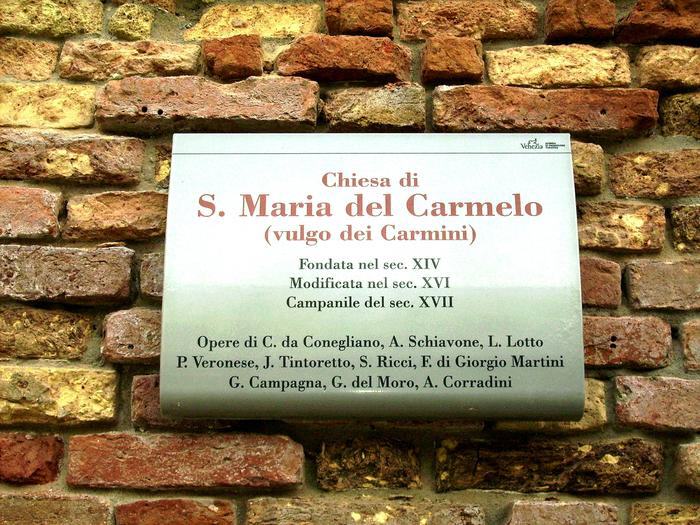 Venezia
Chiesa di
S. Maria del Carmelo
(vulgo dei Carmini)
Fondata nel sec. XIV
Modificata nel sec. XVI
Campanile del sec. XVII
Opere di C. da Conegliano, A. Schiavone, L. Lotto
P. Veronese, J. Tintoretto, S. Ricci, F. di Giorgio Martini
G. Campagna, G. del Moro, A. Corradini